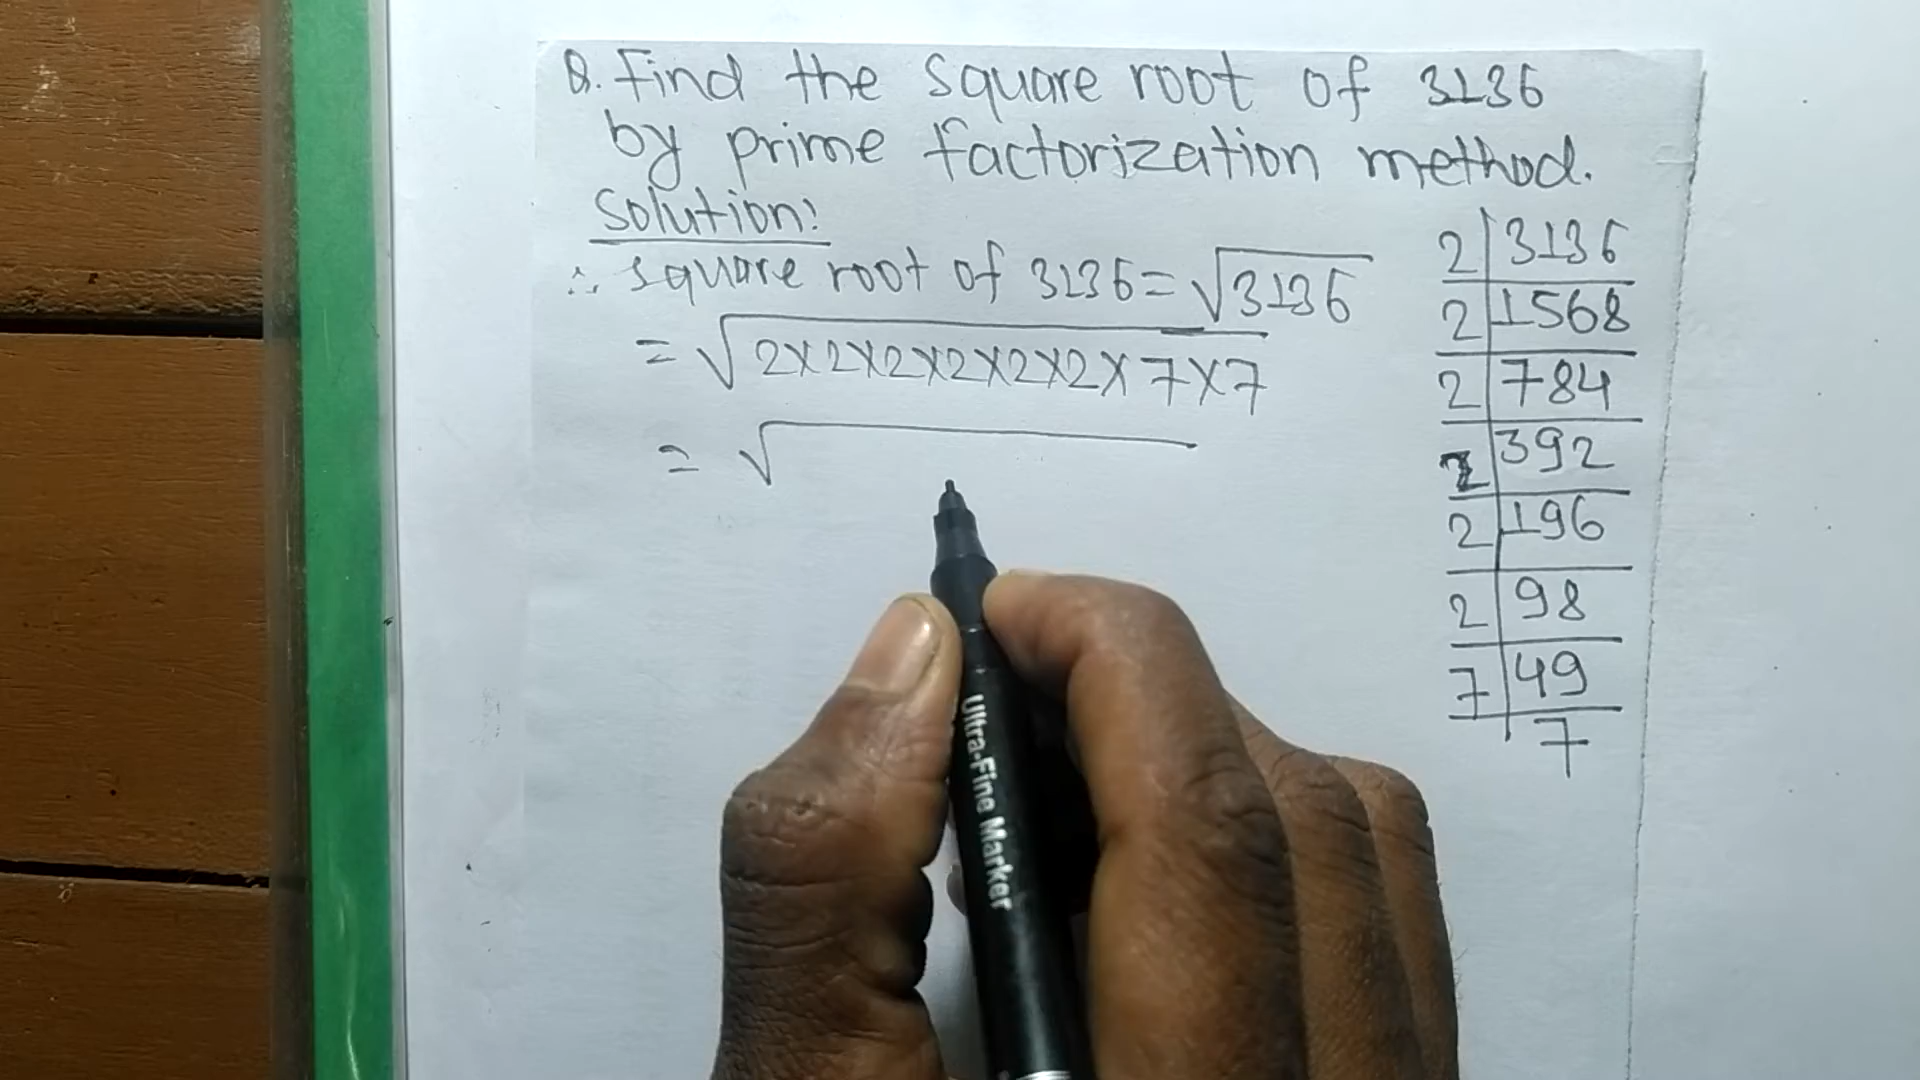 Q. Find the square root of 3136
by prime factorization method.
Solution:
∴ square root of 3136 = √3136
= √2×2×2×2×2×2×7×7
= √
2|3136
2|1568
2|784
2|392
2|196
2|98
7|49
7
Ultra-Fine Marker